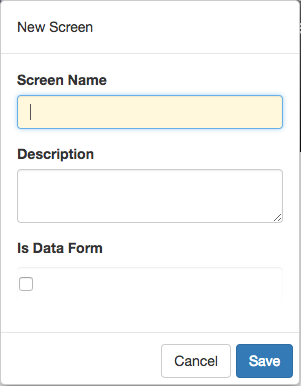 New Screen
Screen Name
Description
Is Data Form
Cancel Save